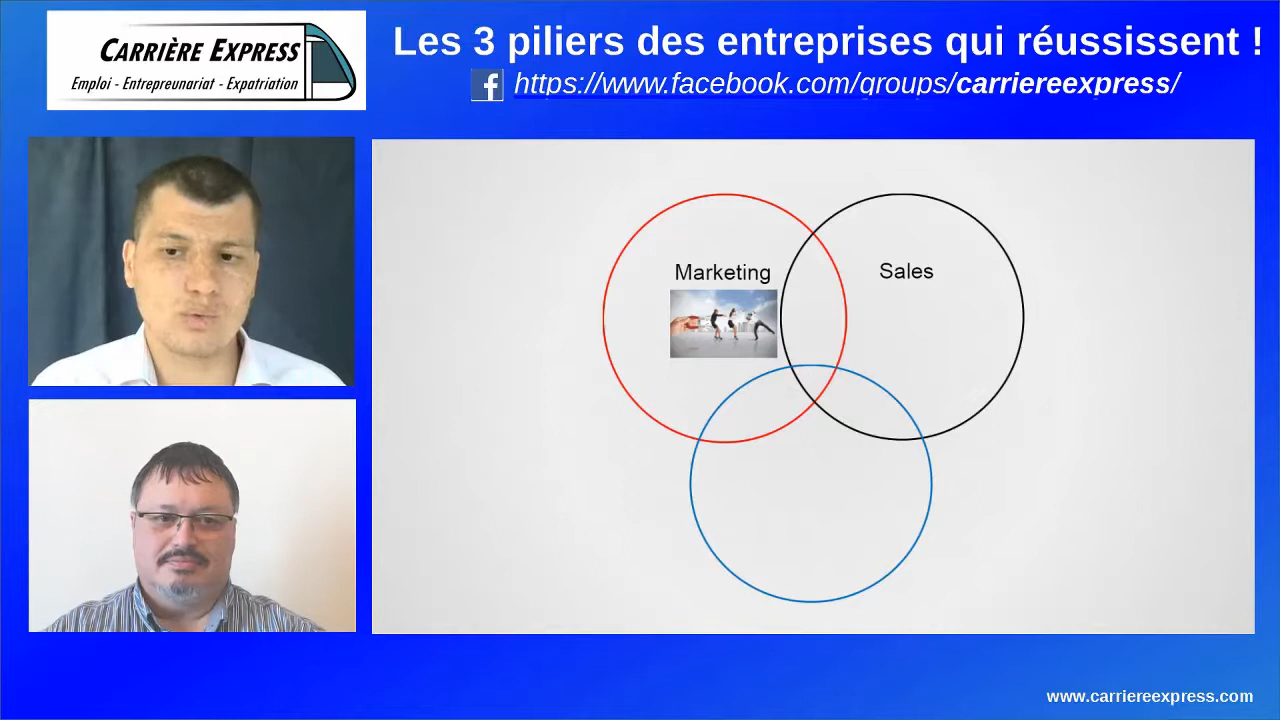 CARRIÈRE EXPRESS
Emploi - Entrepreunariat - Expatriation
Les 3 piliers des entreprises qui réussissent !
https://www.facebook.com/groups/carriereexpress/
Marketing
Sales
www.carriereexpress.com